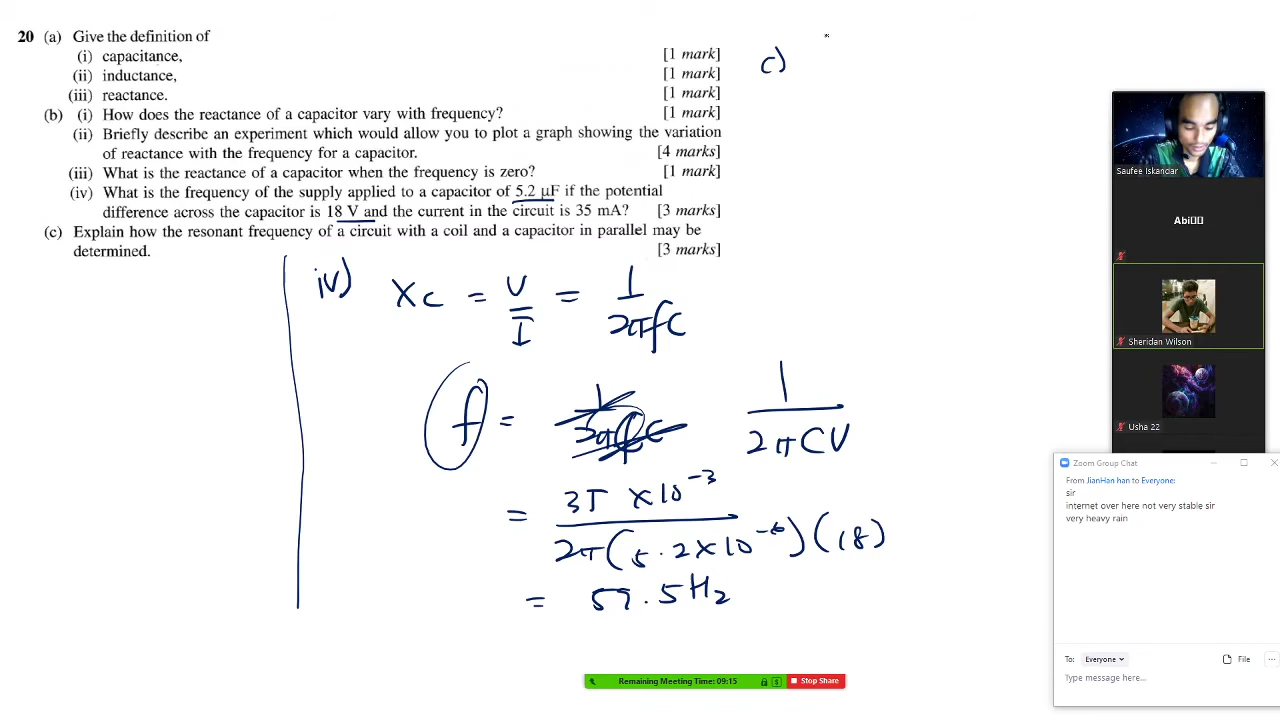 20 (a) Give the definition of
(i) capacitance, [1 mark]
(ii) inductance, [1 mark]
(iii) reactance. [1 mark]
(b) (i) How does the reactance of a capacitor vary with frequency? [1 mark]
(ii) Briefly describe an experiment which would allow you to plot a graph showing the variation
of reactance with the frequency for a capacitor. [4 marks]
(iii) What is the reactance of a capacitor when the frequency is zero? [1 mark]
(iv) What is the frequency of the supply applied to a capacitor of 5.2 μF if the potential
difference across the capacitor is 18 V and the current in the circuit is 35 mA? [3 marks]
(c) Explain how the resonant frequency of a circuit with a coil and a capacitor in parallel may be
determined. [3 marks]
iv) XC = V/I = 1/2πfC
f = I/2πCV
= 35 × 10^-3 / 2π(5.2×10^-6)(18)
= 59.5 Hz
c)
Saufee Iskandar
Abi
Sheridan Wilson
Usha 22
Zoom Group Chat
From JianHan han to Everyone:
sir
internet over here not very stable sir
very heavy rain
To: Everyone File ...
Type message here...
Remaining Meeting Time: 09:15 Stop Share